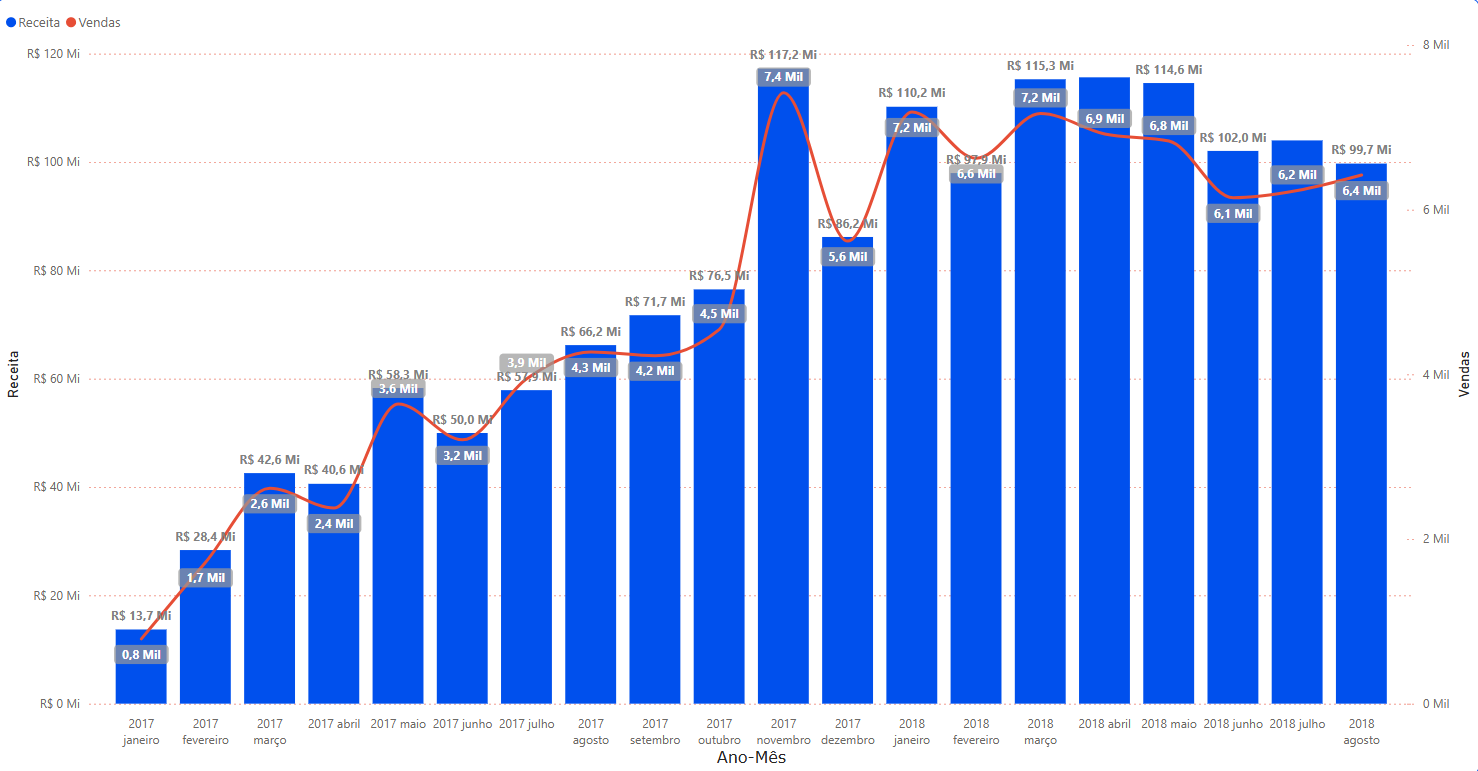 Receita Vendas
R$ 120 Mi
R$ 100 Mi
R$ 80 Mi
R$ 60 Mi
R$ 40 Mi
R$ 20 Mi
R$ 0 Mi
Receita
8 Mil
6 Mil
4 Mil
2 Mil
0 Mil
Vendas
R$ 13,7 Mi
0,8 Mil
R$ 28,4 Mi
1,7 Mil
R$ 42,6 Mi
2,6 Mil
R$ 40,6 Mi
2,4 Mil
R$ 58,3 Mi
3,6 Mil
R$ 50,0 Mi
3,2 Mil
3,9 Mil
R$ 57,9 Mi
R$ 66,2 Mi
4,3 Mil
R$ 71,7 Mi
4,2 Mil
R$ 76,5 Mi
4,5 Mil
R$ 117,2 Mi
7,4 Mil
R$ 86,2 Mi
5,6 Mil
R$ 110,2 Mi
7,2 Mil
R$ 97,9 Mi
6,6 Mil
R$ 115,3 Mi
7,2 Mil
6,9 Mil
R$ 114,6 Mi
6,8 Mil
R$ 102,0 Mi
6,1 Mil
6,2 Mil
R$ 99,7 Mi
6,4 Mil
2017 janeiro
2017 fevereiro
2017 março
2017 abril
2017 maio
2017 junho
2017 julho
2017 agosto
2017 setembro
2017 outubro
2017 novembro
2017 dezembro
2018 janeiro
2018 fevereiro
2018 março
2018 abril
2018 maio
2018 junho
2018 julho
2018 agosto
Ano-Mês